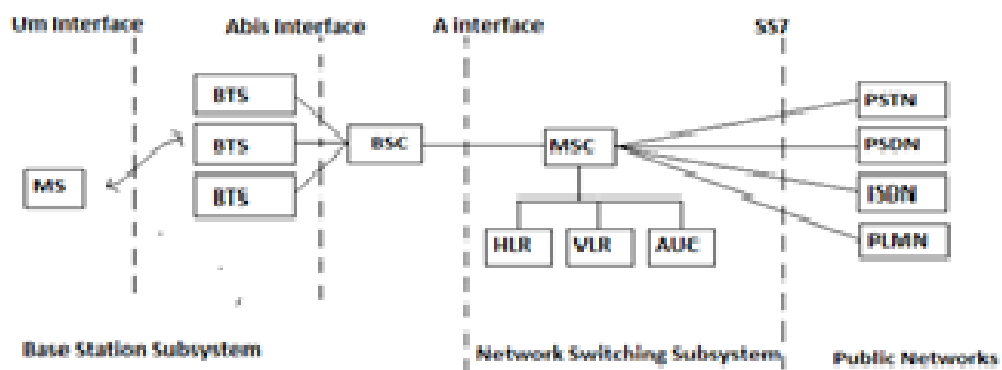 Um Interface
Abis Interface
A interface
SS7
BTS
BTS
BTS
MS
BSC
MSC
HLR
VLR
AUC
PSTN
PSDN
ISDN
PLMN
Base Station Subsystem
Network Switching Subsystem
Public Networks